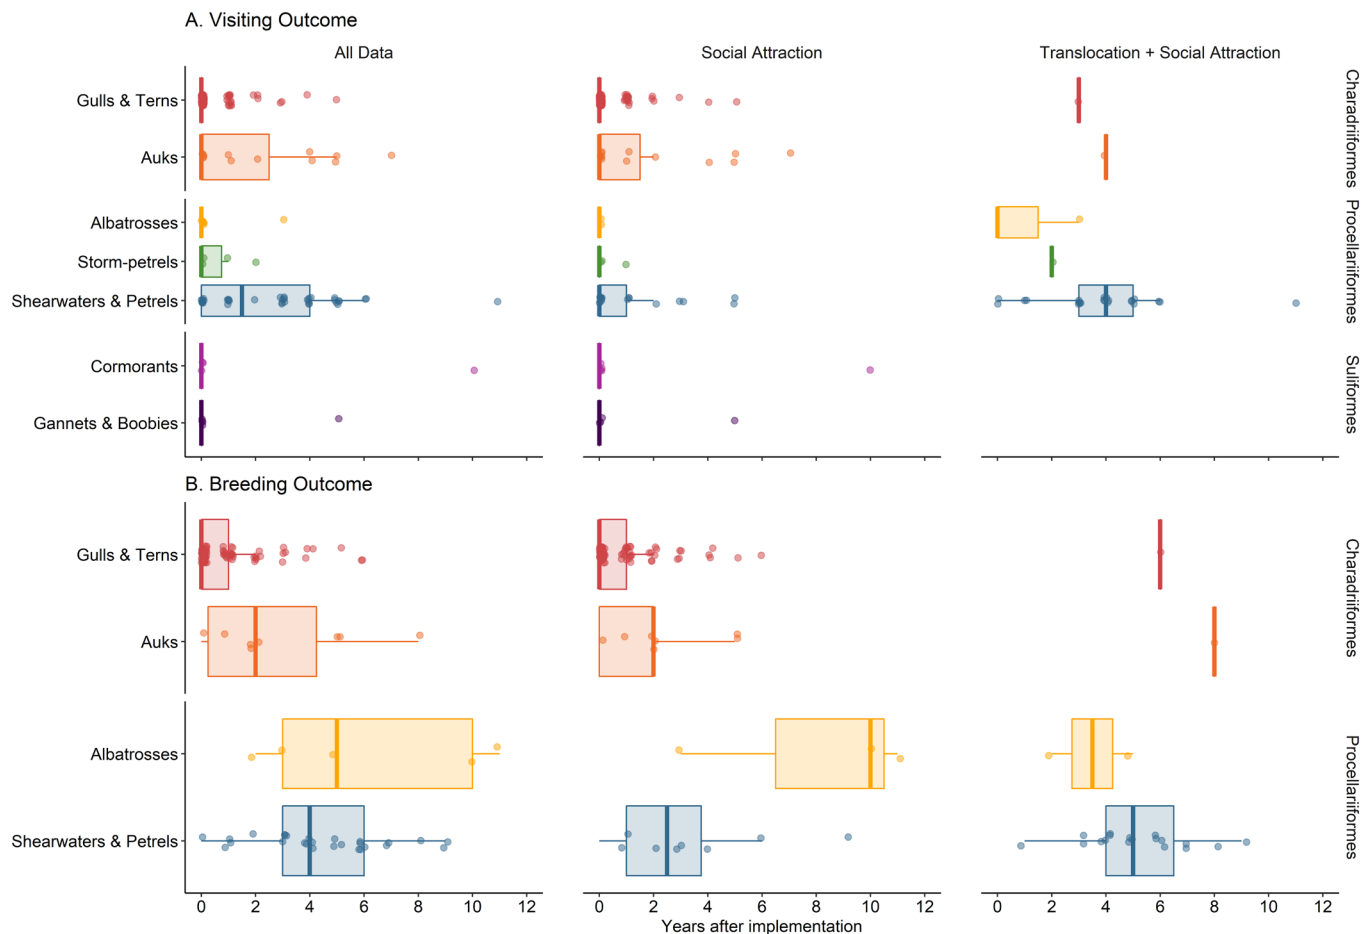 A. Visiting Outcome
All Data
Social Attraction
Translocation + Social Attraction
Gulls & Terns
Auks
Charadriiformes
Albatrosses
Storm-petrels
Shearwaters & Petrels
Procellariiformes
Cormorants
Gannets & Boobies
Suliformes
B. Breeding Outcome
Gulls & Terns
Auks
Charadriiformes
Albatrosses
Shearwaters & Petrels
Procellariiformes
0 2 4 6 8 10 12
0 2 4 6 8 10 12
0 2 4 6 8 10 12
Years after implementation